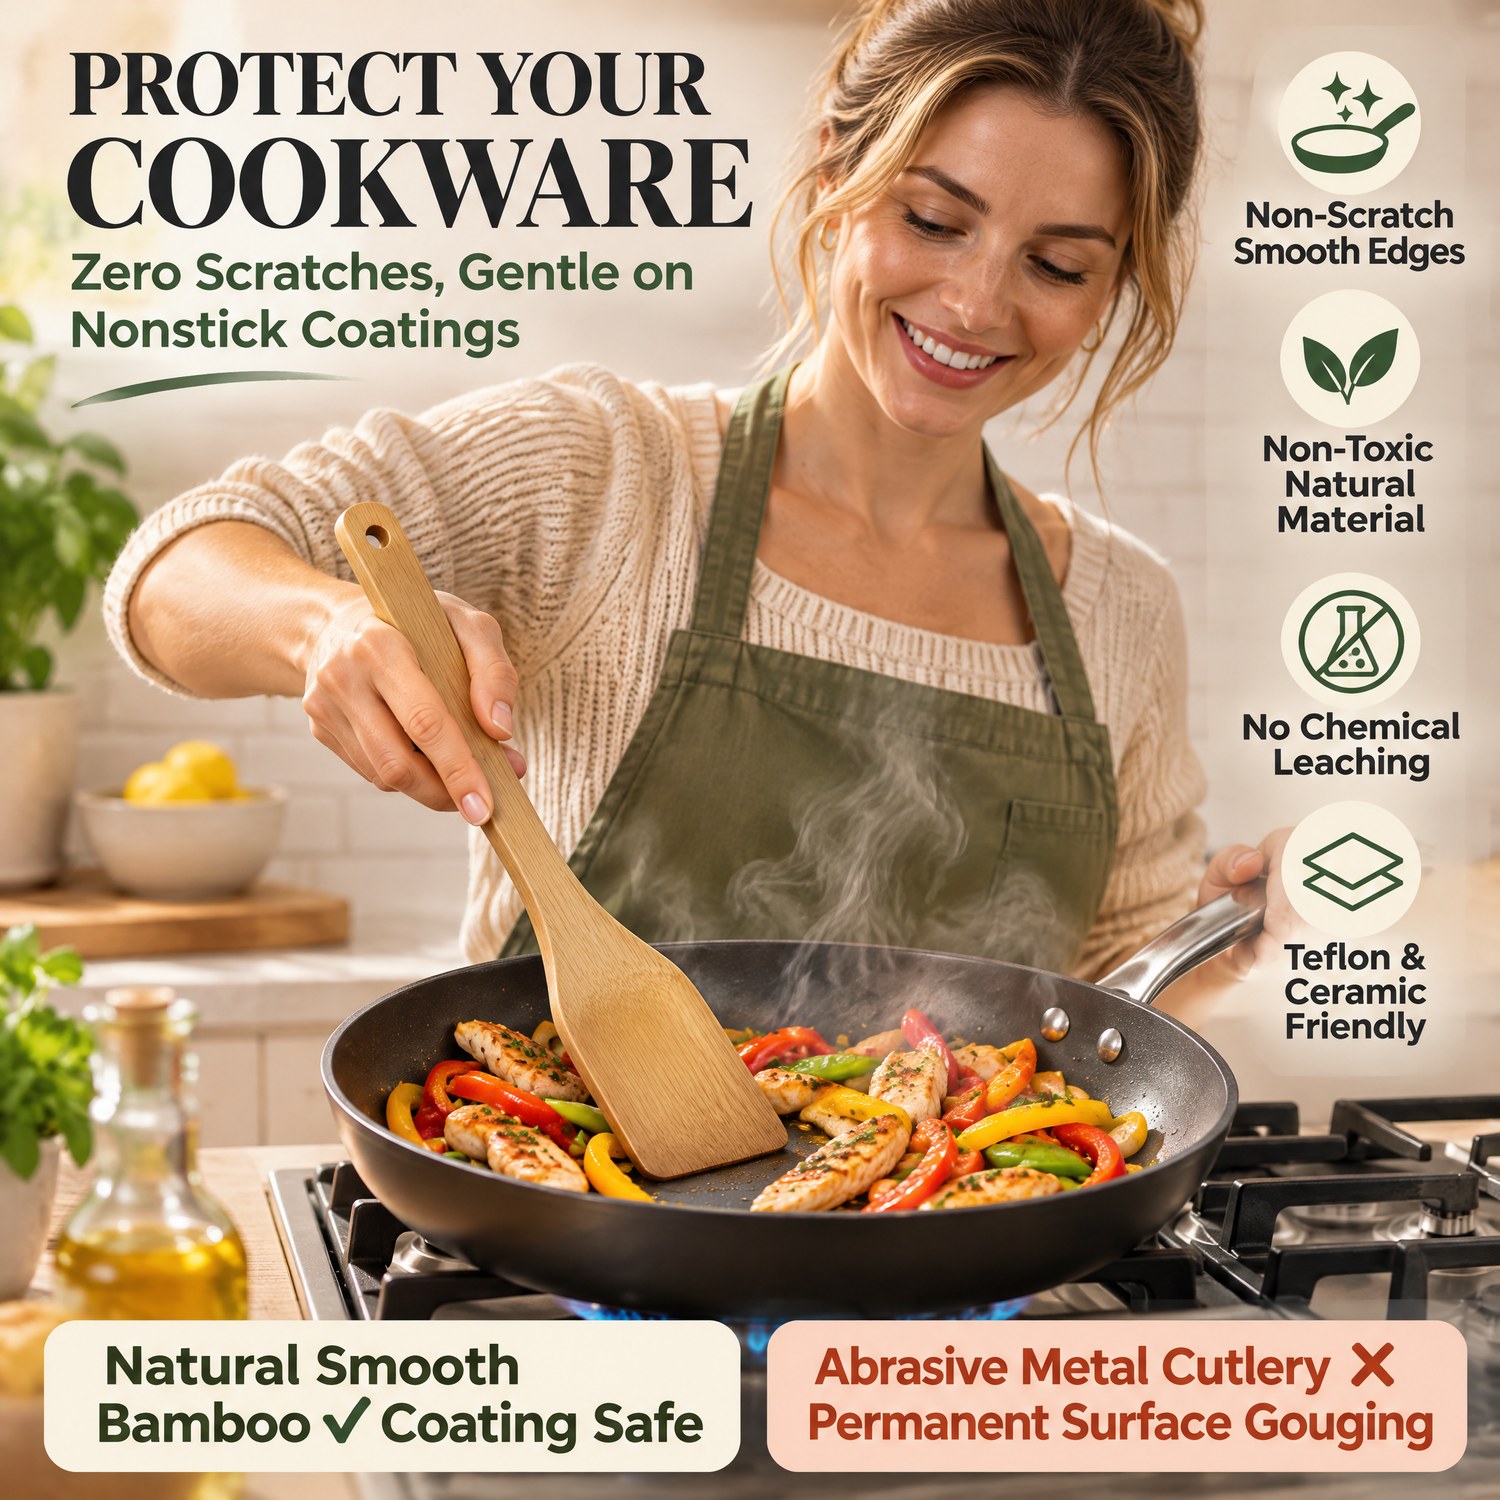 PROTECT YOUR
COOKWARE
Zero Scratches, Gentle on
Nonstick Coatings
Non-Scratch
Smooth Edges
Non-Toxic
Natural
Material
No Chemical
Leaching
Teflon &
Ceramic
Friendly
Natural Smooth
Bamboo ✓ Coating Safe
Abrasive Metal Cutlery ✕
Permanent Surface Gouging